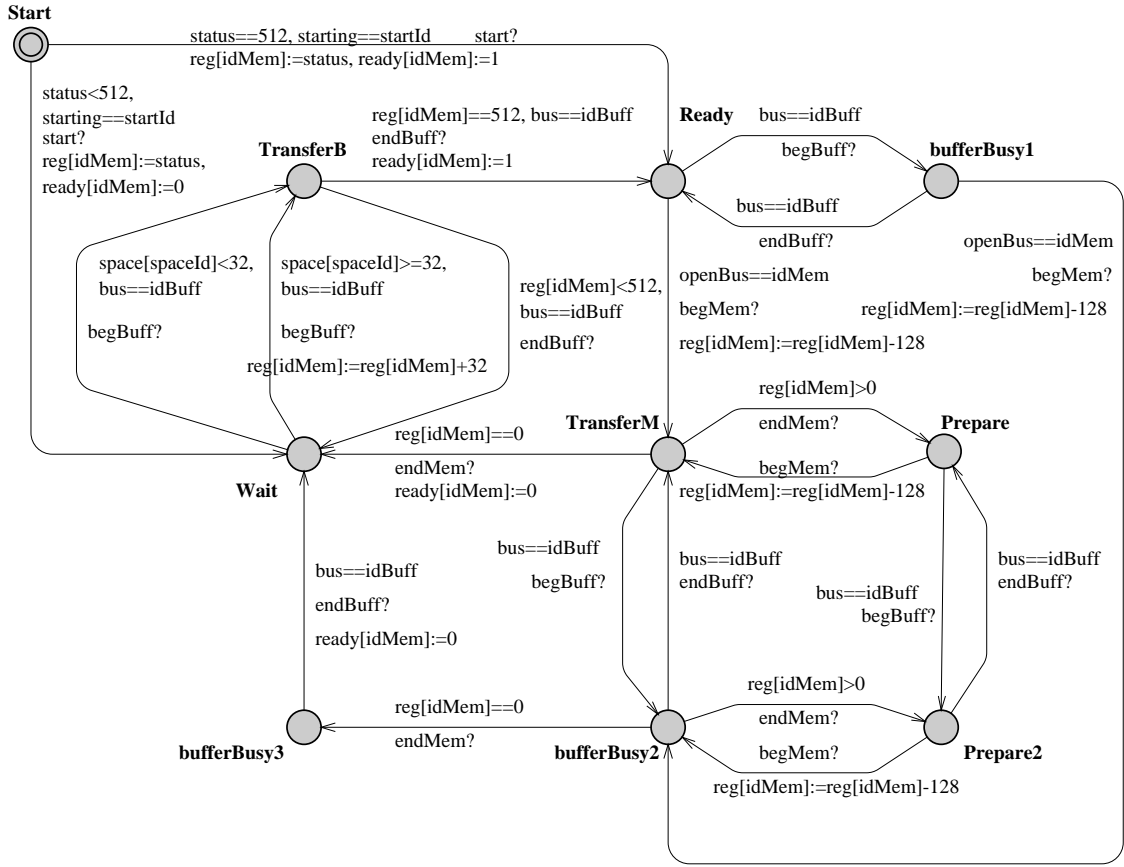 Start
status==512, starting==startId start?
reg[idMem]:=status, ready[idMem]:=1
status<512,
starting==startId
start?
reg[idMem]:=status,
ready[idMem]:=0
TransferB
reg[idMem]==512, bus==idBuff
endBuff?
ready[idMem]:=1
Ready
bus==idBuff
begBuff?
bufferBusy1
bus==idBuff
endBuff?
space[spaceId]<32,
bus==idBuff
begBuff?
space[spaceId]>=32,
bus==idBuff
begBuff?
reg[idMem]:=reg[idMem]+32
reg[idMem]<512,
bus==idBuff
endBuff?
openBus==idMem
begMem?
reg[idMem]:=reg[idMem]-128
openBus==idMem
begMem?
reg[idMem]:=reg[idMem]-128
Wait
reg[idMem]==0
endMem?
ready[idMem]:=0
TransferM
reg[idMem]>0
endMem?
Prepare
begMem?
reg[idMem]:=reg[idMem]-128
bus==idBuff
endBuff?
ready[idMem]:=0
bus==idBuff
begBuff?
bus==idBuff
endBuff?
bus==idBuff
begBuff?
bus==idBuff
endBuff?
bufferBusy3
reg[idMem]==0
endMem?
bufferBusy2
reg[idMem]>0
endMem?
begMem?
reg[idMem]:=reg[idMem]-128
Prepare2